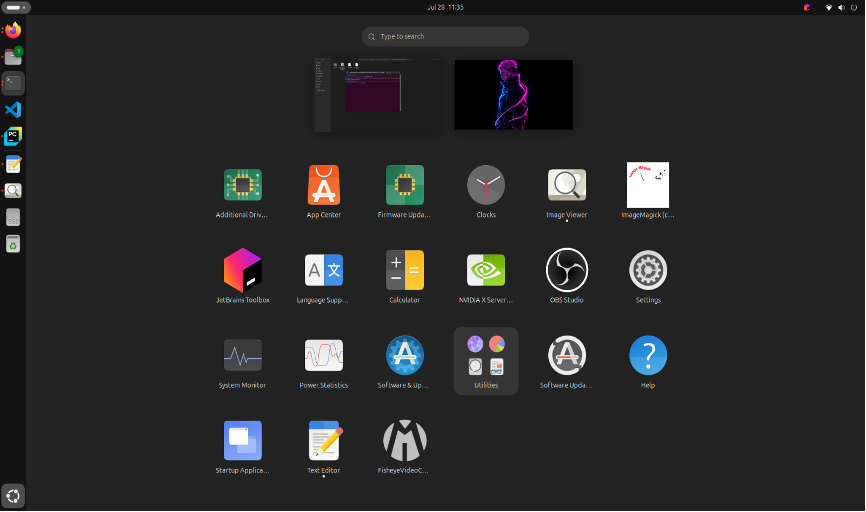 Jul 28 11:35
Type to search
1
Additional Driv...
App Center
Firmware Upda...
Clocks
Image Viewer
ImageMagick (c...
JetBrains Toolbox
Language Supp...
Calculator
NVIDIA X Server...
OBS Studio
Settings
System Monitor
Power Statistics
Software & Up...
Utilities
Software Upda...
Help
Startup Applica...
Text Editor
FisheyeVideoC...